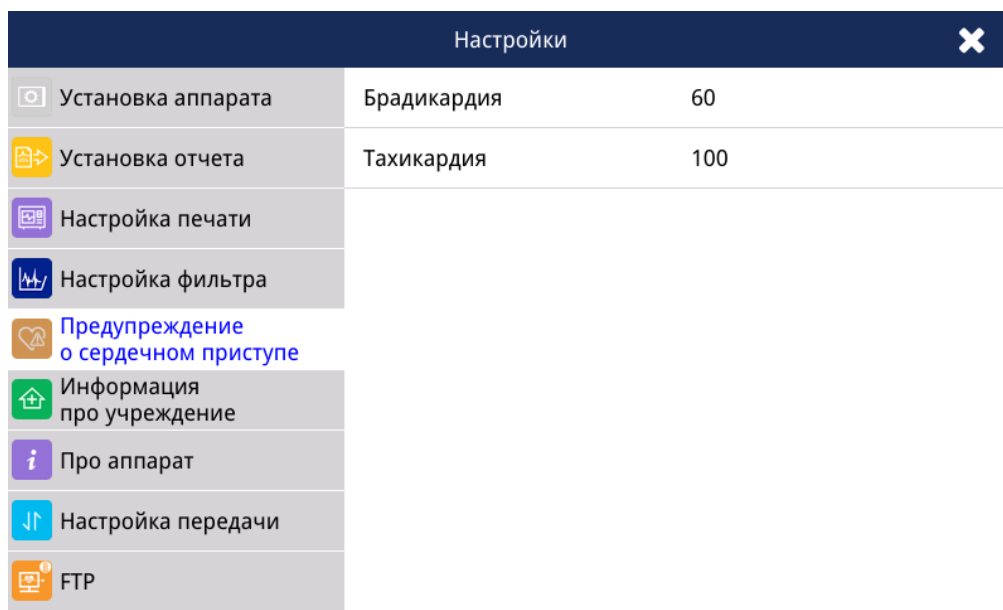 Настройки
Установка аппарата
Брадикардия 60
Установка отчета
Тахикардия 100
Настройка печати
Настройка фильтра
Предупреждение
о сердечном приступе
Информация
про учреждение
Про аппарат
Настройка передачи
FTP